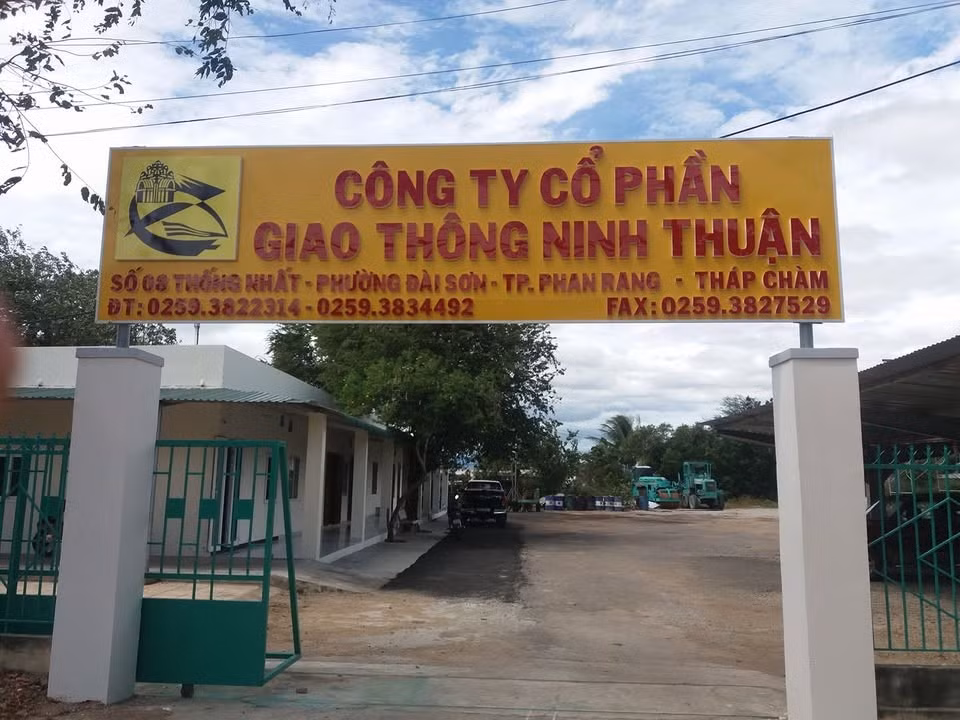 CÔNG TY CỔ PHẦN
GIAO THÔNG NINH THUẬN
SỐ 08 THỐNG NHẤT - PHƯỜNG ĐÀI SƠN - TP. PHAN RANG - THÁP CHÀM
ĐT: 0259.3822314 - 0259.3834492 FAX: 0259.3827529